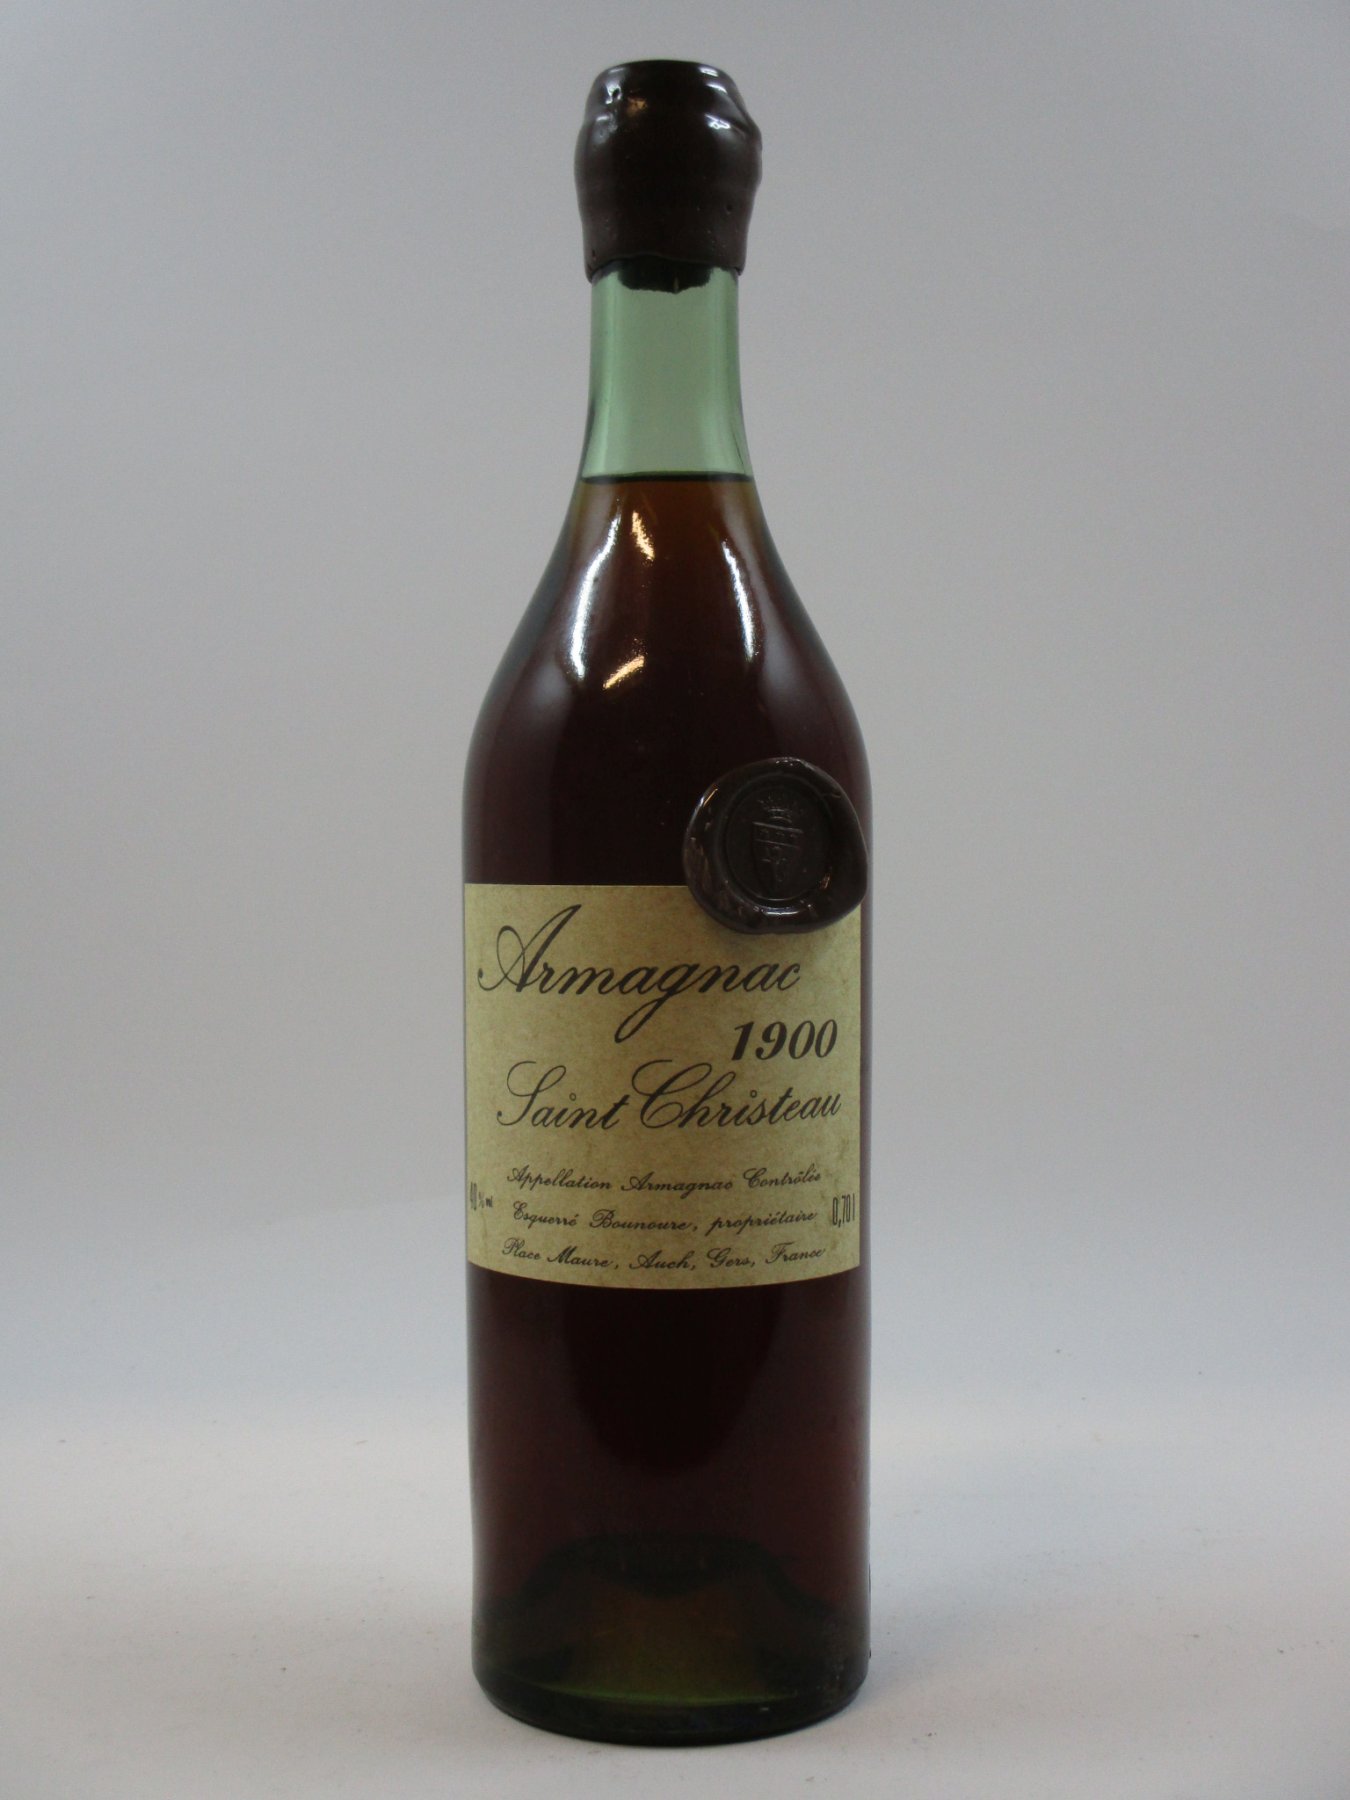 Armagnac
1900
Saint Christeau
Appellation Armagnac Contrôlée
40% vol
Esquerré Bounoure, propriétaire
0,70 l
Place Maure, Auch, Gers, France